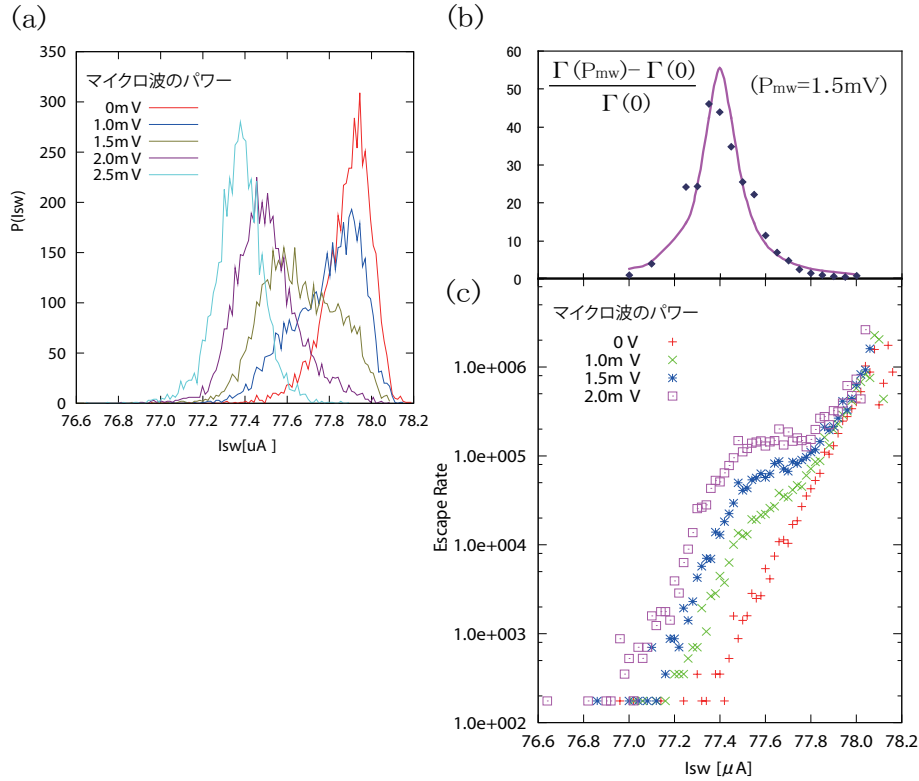 (a)
350
300
250
200
150
100
50
0
P(Isw)
マイクロ波のパワー
0m V
1.0m V
1.5m V
2.0m V
2.5m V
76.6 76.8 77.0 77.2 77.4 77.6 77.8 78.0 78.2
Isw[uA ]
(b)
60
50
40
30
20
10
0
Γ(Pmw)- Γ(0)
Γ(0)
(Pmw=1.5mV)
(c)
マイクロ波のパワー
0 V
1.0m V
1.5m V
2.0m V
1.0e+006
1.0e+005
1.0e+004
1.0e+003
1.0e+002
Escape Rate
76.6 76.8 77.0 77.2 77.4 77.6 77.8 78.0 78.2
Isw [μA]